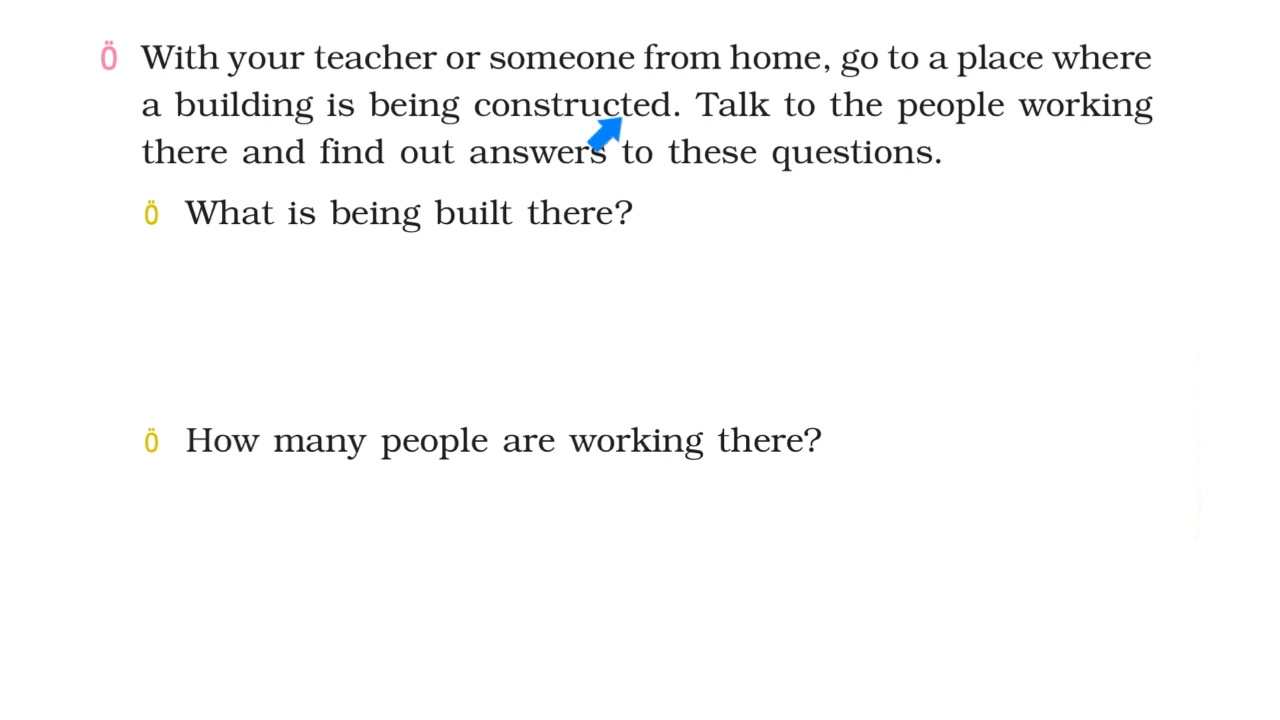 Ö With your teacher or someone from home, go to a place where
a building is being constructed. Talk to the people working
there and find out answers to these questions.
Ö What is being built there?
Ö How many people are working there?